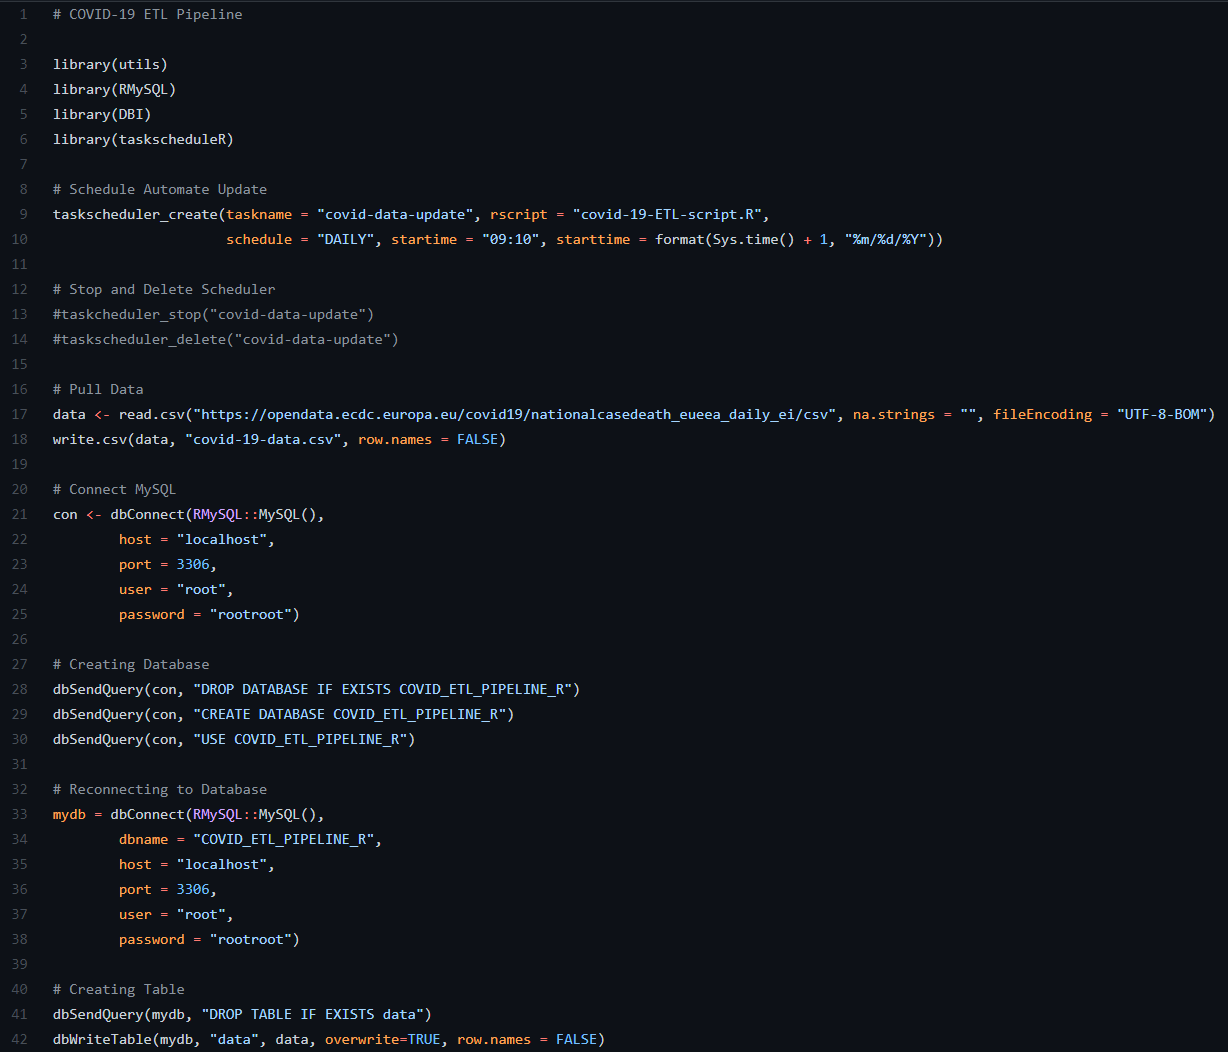 1 # COVID-19 ETL Pipeline
2
3 library(utils)
4 library(RMySQL)
5 library(DBI)
6 library(taskscheduleR)
7
8 # Schedule Automate Update
9 taskscheduler_create(taskname = "covid-data-update", rscript = "covid-19-ETL-script.R",
10                      schedule = "DAILY", startime = "09:10", starttime = format(Sys.time() + 1, "%m/%d/%Y"))
11
12 # Stop and Delete Scheduler
13 #taskcheduler_stop("covid-data-update")
14 #taskscheduler_delete("covid-data-update")
15
16 # Pull Data
17 data <- read.csv("https://opendata.ecdc.europa.eu/covid19/nationalcasedeath_eueea_daily_ei/csv", na.strings = "", fileEncoding = "UTF-8-BOM")
18 write.csv(data, "covid-19-data.csv", row.names = FALSE)
19
20 # Connect MySQL
21 con <- dbConnect(RMySQL::MySQL(),
22         host = "localhost",
23         port = 3306,
24         user = "root",
25         password = "rootroot")
26
27 # Creating Database
28 dbSendQuery(con, "DROP DATABASE IF EXISTS COVID_ETL_PIPELINE_R")
29 dbSendQuery(con, "CREATE DATABASE COVID_ETL_PIPELINE_R")
30 dbSendQuery(con, "USE COVID_ETL_PIPELINE_R")
31
32 # Reconnecting to Database
33 mydb = dbConnect(RMySQL::MySQL(),
34         dbname = "COVID_ETL_PIPELINE_R",
35         host = "localhost",
36         port = 3306,
37         user = "root",
38         password = "rootroot")
39
40 # Creating Table
41 dbSendQuery(mydb, "DROP TABLE IF EXISTS data")
42 dbWriteTable(mydb, "data", data, overwrite=TRUE, row.names = FALSE)